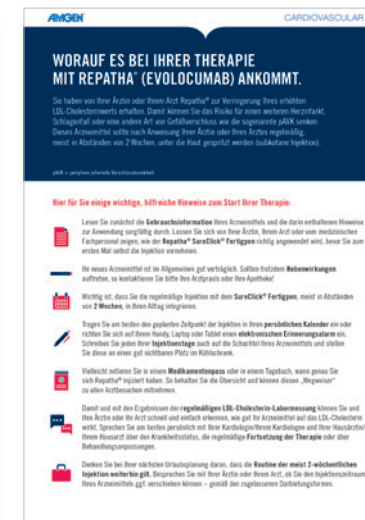 AMGEN
CARDIOVASCULAR
WORAUF ES BEI IHRER THERAPIE
MIT REPATHA® (EVOLOCUMAB) ANKOMMT.
Sie haben von Ihrer Ärztin oder Ihrem Arzt Repatha® zur Verringerung Ihres erhöhten
LDL-Cholesterinwerts erhalten. Damit können Sie das Risiko für einen weiteren Herzinfarkt,
Schlaganfall oder eine andere Art von Gefäßverschluss wie die sogenannte pAVK senken.
Dieses Arzneimittel sollte nach Anweisung Ihrer Ärztin oder Ihres Arztes regelmäßig,
meist in Abständen von 2 Wochen, unter die Haut gespritzt werden (subkutane Injektion).
pAVK = periphere arterielle Verschlusskrankheit
Hier für Sie einige wichtige, hilfreiche Hinweise zum Start Ihrer Therapie:
Lesen Sie zunächst die Gebrauchsinformation Ihres Arzneimittels und die darin enthaltenen Hinweise
zur Anwendung sorgfältig durch. Lassen Sie sich von Ihrer Ärztin, Ihrem Arzt oder vom medizinischen
Fachpersonal zeigen, wie der Repatha® SureClick® Fertigpen richtig angewendet wird, bevor Sie zum
ersten Mal selbst die Injektion vornehmen.
Ihr neues Arzneimittel ist im Allgemeinen gut verträglich. Sollten trotzdem Nebenwirkungen
auftreten, so kontaktieren Sie bitte Ihre Arztpraxis oder Ihre Apotheke!
Wichtig ist, dass Sie die regelmäßige Injektion mit dem SureClick® Fertigpen, meist in Abständen
von 2 Wochen, in Ihren Alltag integrieren.
Tragen Sie am besten den geplanten Zeitpunkt der Injektion in Ihren persönlichen Kalender ein oder
richten Sie sich auf Ihrem Handy, Laptop oder Tablet einen elektronischen Erinnerungsalarm ein.
Schreiben Sie jeden Ihrer Injektionstage auch auf die Schachtel Ihres Arzneimittels und stellen
Sie diese an einen gut sichtbaren Platz im Kühlschrank.
Vielleicht notieren Sie in einem Medikamentenpass oder in einem Tagebuch, wann genau Sie
sich Repatha® injiziert haben. So behalten Sie die Übersicht und können diesen „Wegweiser"
zu allen Arztbesuchen mitnehmen.
Damit und mit den Ergebnissen der regelmäßigen LDL-Cholesterin-Labormessung können Sie und
Ihre Ärztin oder Ihr Arzt schnell und einfach erkennen, wie gut Ihr Arzneimittel auf das LDL-Cholesterin
wirkt. Sprechen Sie am besten persönlich mit Ihrer Kardiologin/Ihrem Kardiologen und Ihrer Hausärztin/
Ihrem Hausarzt über den Krankheitsstatus, die regelmäßige Fortsetzung der Therapie oder über
Behandlungsanpassungen.
Denken Sie bei Ihrer nächsten Urlaubsplanung daran, dass die Routine der meist 2-wöchentlichen
Injektion weiterhin gilt. Besprechen Sie mit Ihrer Ärztin oder Ihrem Arzt, ob Sie den Injektionszeitraum
Ihres Arzneimittels ggf. verschieben können – gemäß den zugelassenen Darbietungsformen.